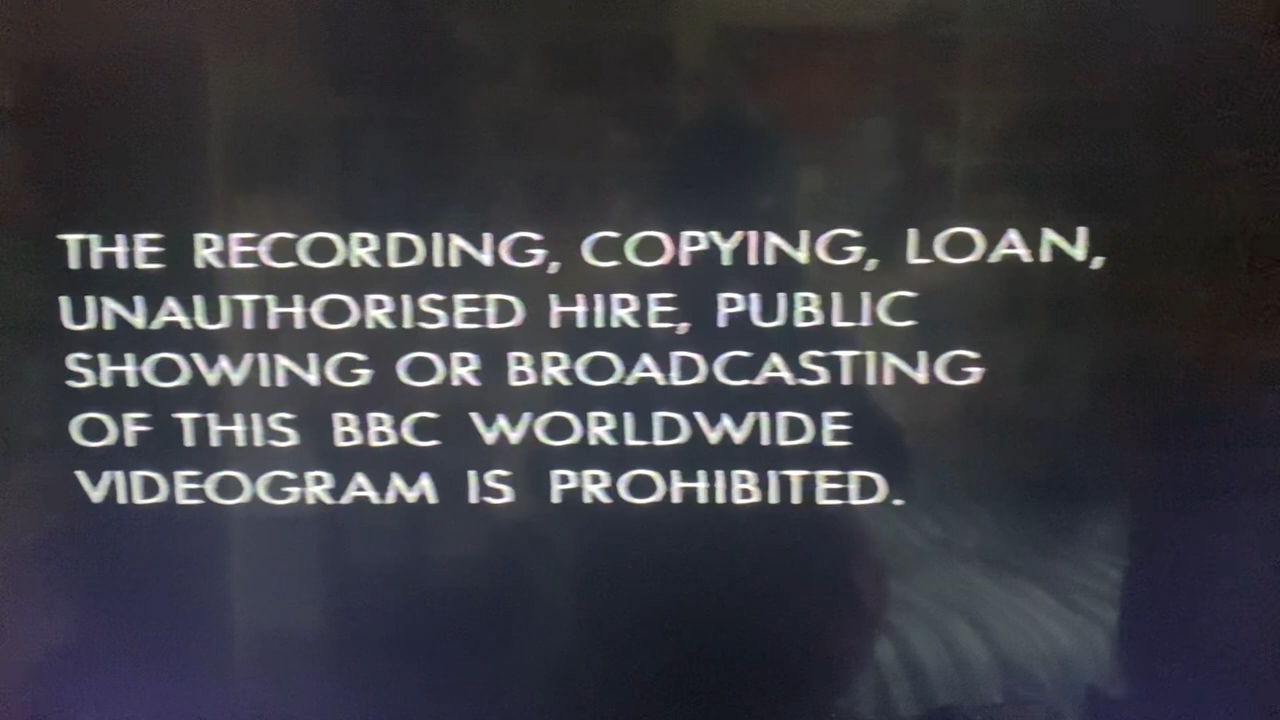 THE RECORDING, COPYING, LOAN,
UNAUTHORISED HIRE, PUBLIC
SHOWING OR BROADCASTING
OF THIS BBC WORLDWIDE
VIDEOGRAM IS PROHIBITED.